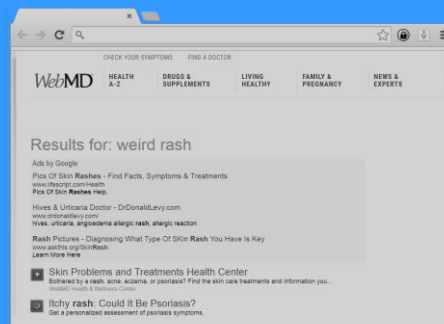 CHECK YOUR SYMPTOMS FIND A DOCTOR
WebMD HEALTH A-Z DRUGS & SUPPLEMENTS LIVING HEALTHY FAMILY & PREGNANCY NEWS & EXPERTS
Results for: weird rash
Ads by Google
Pics Of Skin Rashes - Find Facts, Symptoms & Treatments
www.lifescript.com/Health
Pics Of Skin Rashes Help.
Hives & Urticaria Doctor - DrDonaldLevy.com
www.drdonaldlevy.com/
hives, urticaria, angioedema allergic rash, allergic reaction
Rash Pictures - Diagnosing What Type Of SKin Rash You Have Is Key
www.askthis.org/SkinRash
Learn More Here
Skin Problems and Treatments Health Center
Bothered by a rash, acne, eczema, or psoriasis? Find the skin care treatments and information you...
WebMD Health & Wellness Center
Itchy rash: Could It Be Psoriasis?
Get a personalized assessment of psoriasis symptoms.